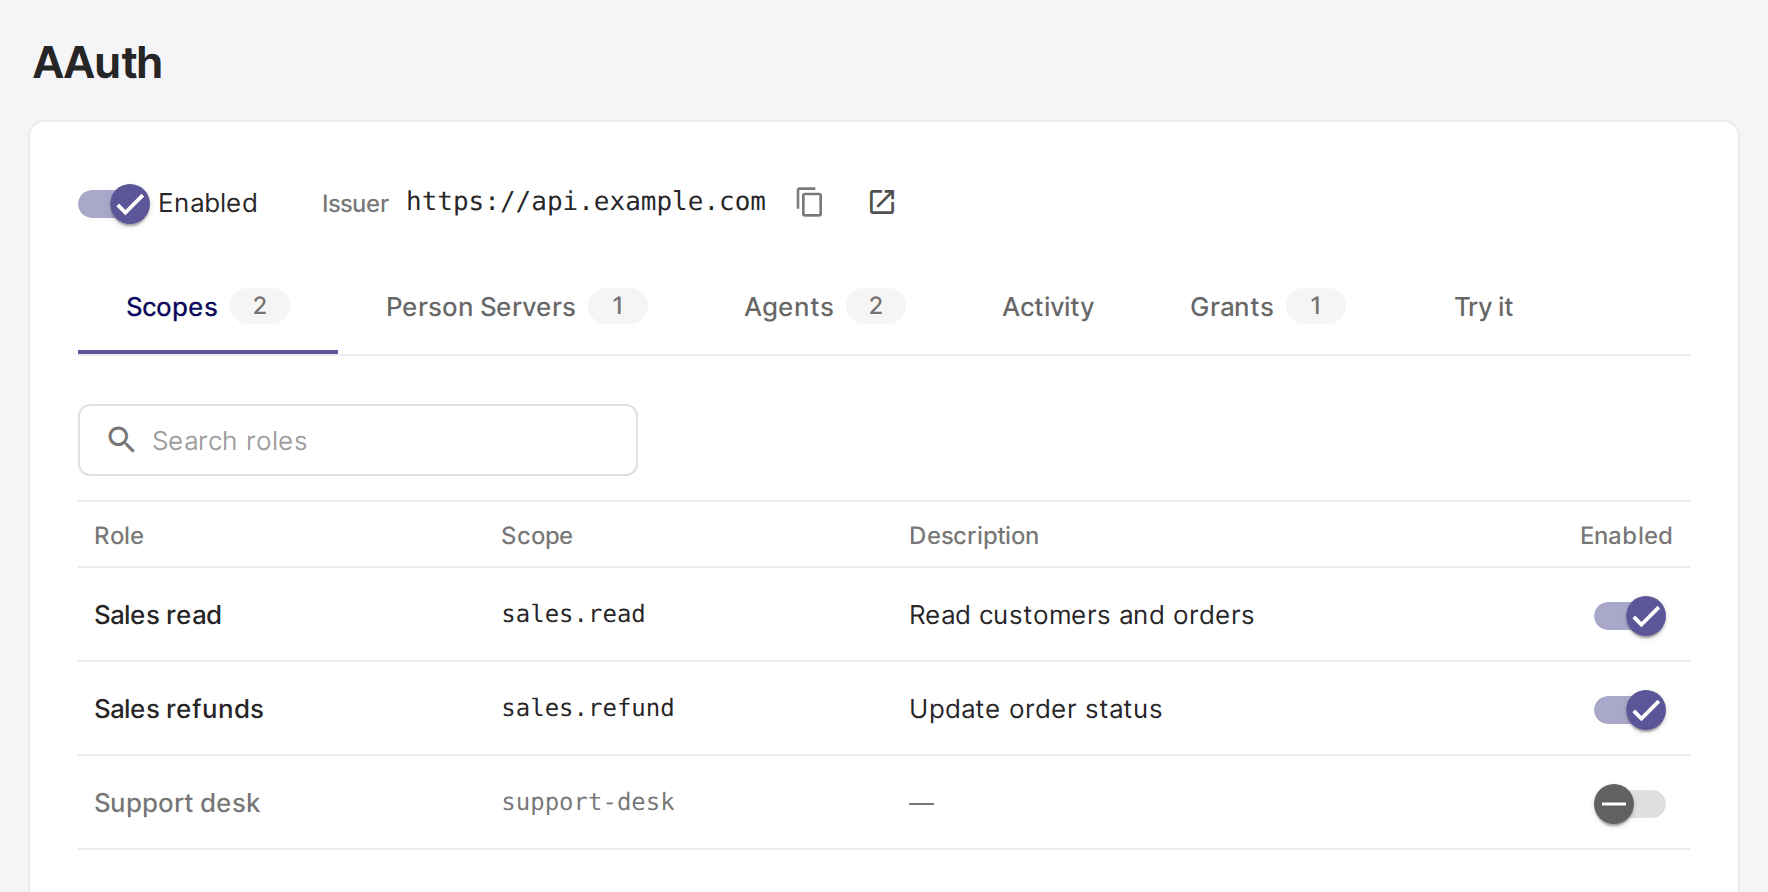 AAuth
Enabled Issuer https://api.example.com
Scopes 2 Person Servers 1 Agents 2 Activity Grants 1 Try it
Search roles
Role Scope Description Enabled
Sales read sales.read Read customers and orders
Sales refunds sales.refund Update order status
Support desk support-desk —